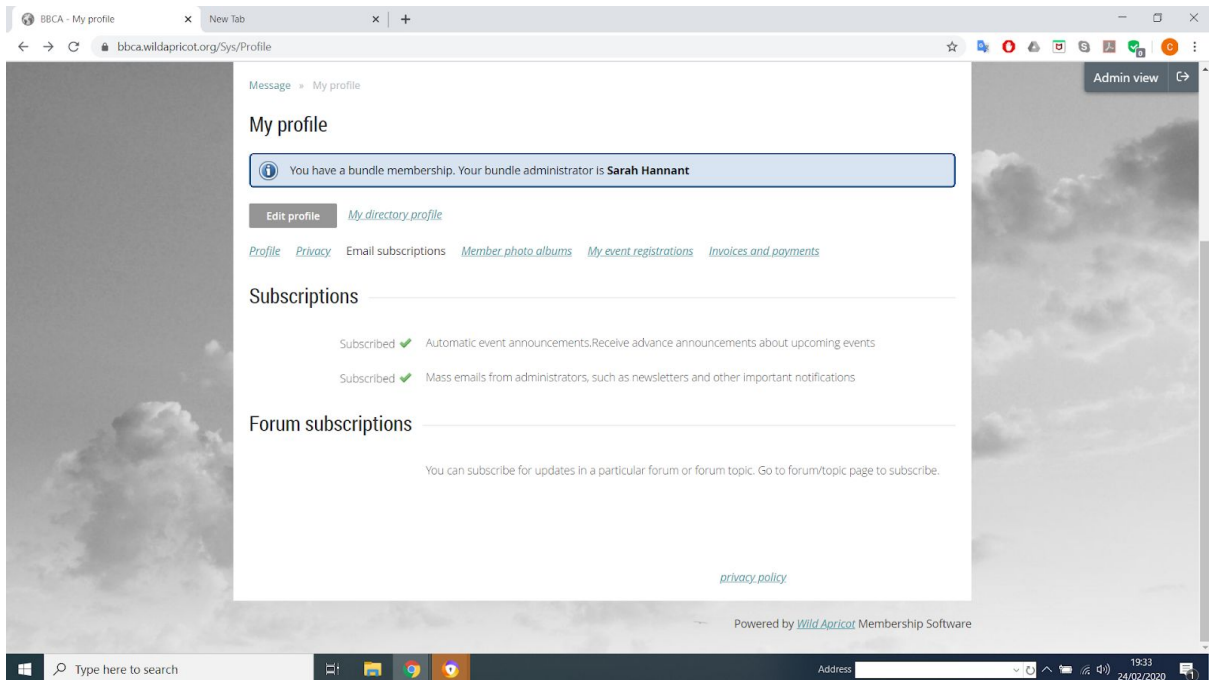 BBCA - My profile
New Tab
bbca.wildapricot.org/Sys/Profile
Admin view
Message » My profile
My profile
You have a bundle membership. Your bundle administrator is Sarah Hannant
Edit profile My directory profile
Profile Privacy Email subscriptions Member photo albums My event registrations Invoices and payments
Subscriptions
Subscribed Automatic event announcements.Receive advance announcements about upcoming events
Subscribed Mass emails from administrators, such as newsletters and other important notifications
Forum subscriptions
You can subscribe for updates in a particular forum or forum topic. Go to forum/topic page to subscribe.
privacy policy
Powered by Wild Apricot Membership Software
Type here to search
Address
19:33
24/02/2020